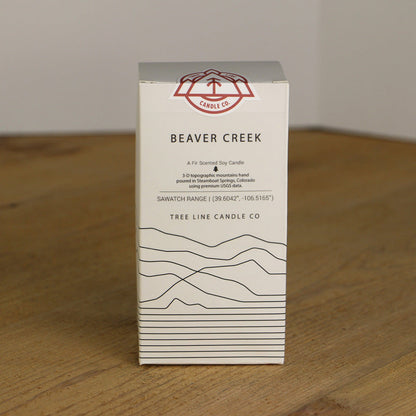 CANDLE CO.
BEAVER CREEK
A Fir Scented Soy Candle
3-D topographic mountains hand
poured in Steamboat Springs, Colorado
using premium USGS data.
SAWATCH RANGE | (39.6042°, -106.5165°)
TREE LINE CANDLE CO